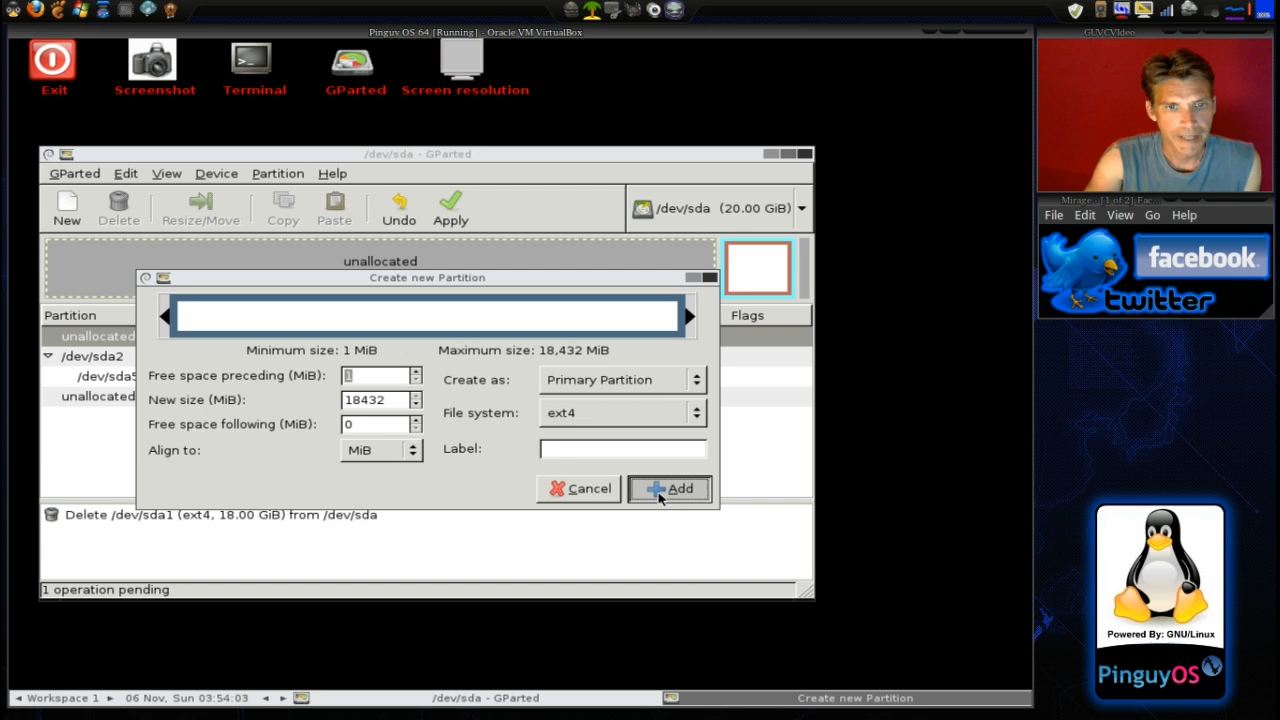 Pinguy OS 64 [Running] - Oracle VM VirtualBox
GUVCVideo
Exit
Screenshot
Terminal
GParted
Screen resolution
/dev/sda - GParted
GParted Edit View Device Partition Help
New
Delete
Resize/Move
Copy
Paste
Undo
Apply
/dev/sda (20.00 GiB)
unallocated
Create new Partition
Partition
Flags
unallocated
/dev/sda2
/dev/sda5
unallocated
Minimum size: 1 MiB
Maximum size: 18,432 MiB
Free space preceding (MiB): 1
New size (MiB): 18432
Free space following (MiB): 0
Align to: MiB
Create as: Primary Partition
File system: ext4
Label:
Cancel
Add
Delete /dev/sda1 (ext4, 18.00 GiB) from /dev/sda
1 operation pending
Workspace 1
06 Nov, Sun 03:54:03
/dev/sda - GParted
Create new Partition
Mirage - [1 of 2] Fac...
File Edit View Go Help
facebook
twitter
Powered By: GNU/Linux
PinguyOS